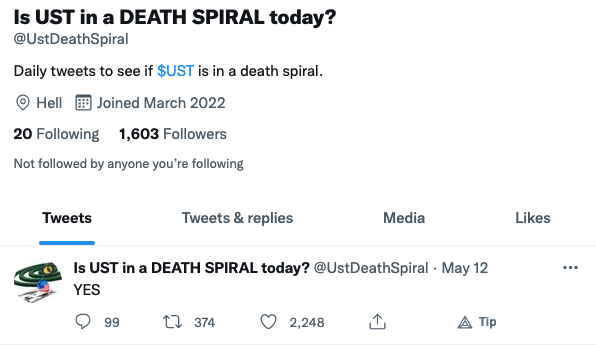 Is UST in a DEATH SPIRAL today?
@UstDeathSpiral
Daily tweets to see if $UST is in a death spiral.
Hell Joined March 2022
20 Following 1,603 Followers
Not followed by anyone you’re following
Tweets Tweets & replies Media Likes
Is UST in a DEATH SPIRAL today? @UstDeathSpiral · May 12
YES
99 374 2,248 Tip